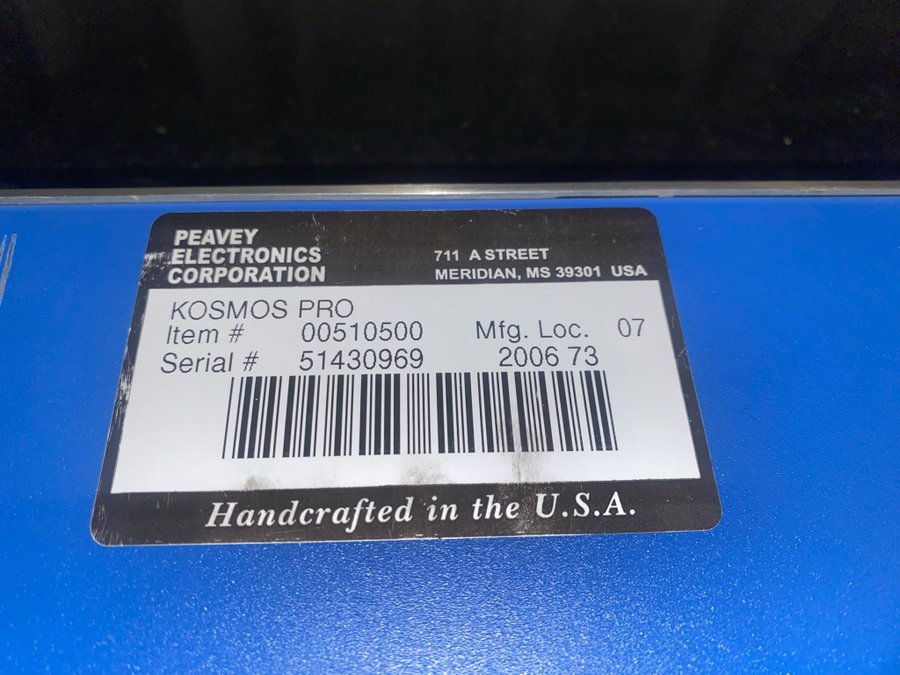 PEAVEY
ELECTRONICS
CORPORATION
711 A STREET
MERIDIAN, MS 39301 USA
KOSMOS PRO
Item # 00510500 Mfg. Loc. 07
Serial # 51430969 2006 73
Handcrafted in the U.S.A.